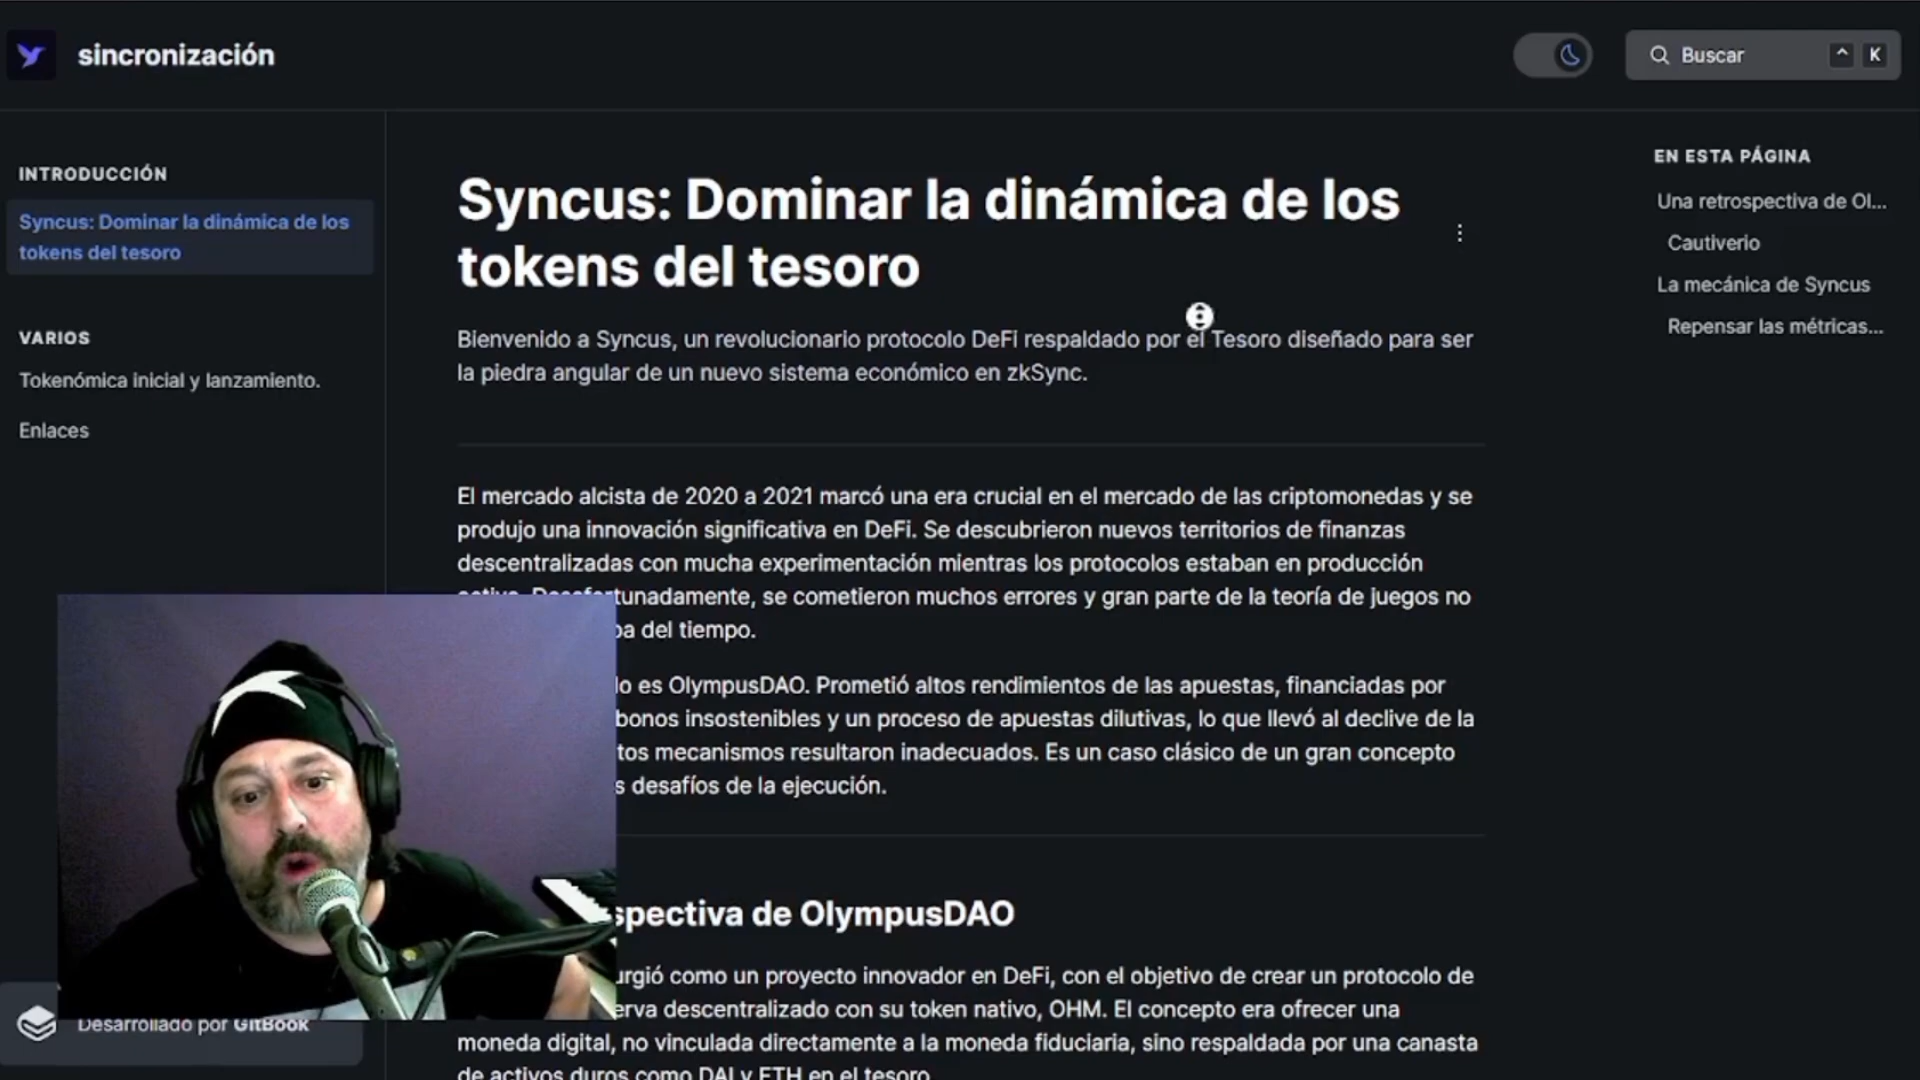 sincronización
Buscar
^
K
INTRODUCCIÓN
Syncus: Dominar la dinámica de los
tokens del tesoro
VARIOS
Tokenómica inicial y lanzamiento.
Enlaces
Syncus: Dominar la dinámica de los
tokens del tesoro
Bienvenido a Syncus, un revolucionario protocolo DeFi respaldado por el Tesoro diseñado para ser
la piedra angular de un nuevo sistema económico en zkSync.
El mercado alcista de 2020 a 2021 marcó una era crucial en el mercado de las criptomonedas y se
produjo una innovación significativa en DeFi. Se descubrieron nuevos territorios de finanzas
descentralizadas con mucha experimentación mientras los protocolos estaban en producción
se cometieron muchos errores y gran parte de la teoría de juegos no
del tiempo.
es OlympusDAO. Prometió altos rendimientos de las apuestas, financiadas por
bonos insostenibles y un proceso de apuestas dilutivas, lo que llevó al declive de la
mecanismos resultaron inadecuados. Es un caso clásico de un gran concepto
desafíos de la ejecución.
de OlympusDAO
como un proyecto innovador en DeFi, con el objetivo de crear un protocolo de
descentralizado con su token nativo, OHM. El concepto era ofrecer una
moneda digital, no vinculada directamente a la moneda fiduciaria, sino respaldada por una canasta
de activos duros como DAI y ETH en el tesoro
EN ESTA PÁGINA
Una retrospectiva de Ol...
Cautiverio
La mecánica de Syncus
Repensar las métricas...
Desarrollado por GitBook